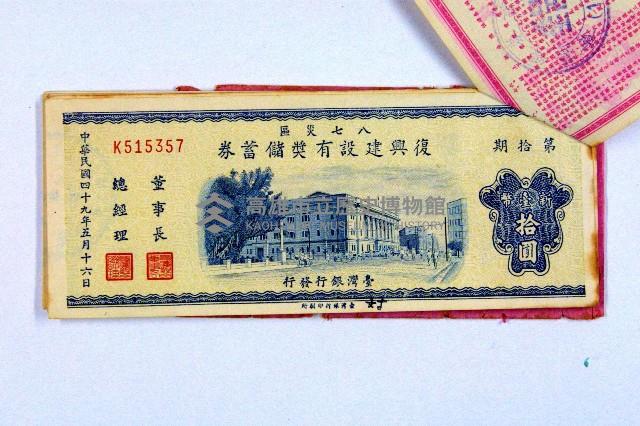 八七災區
復興建設有獎儲蓄券
第拾期
K515357
新臺幣
拾圓
董事長
總經理
中華民國四十九年五月十六日
臺灣銀行發行
高雄市立歷史博物館